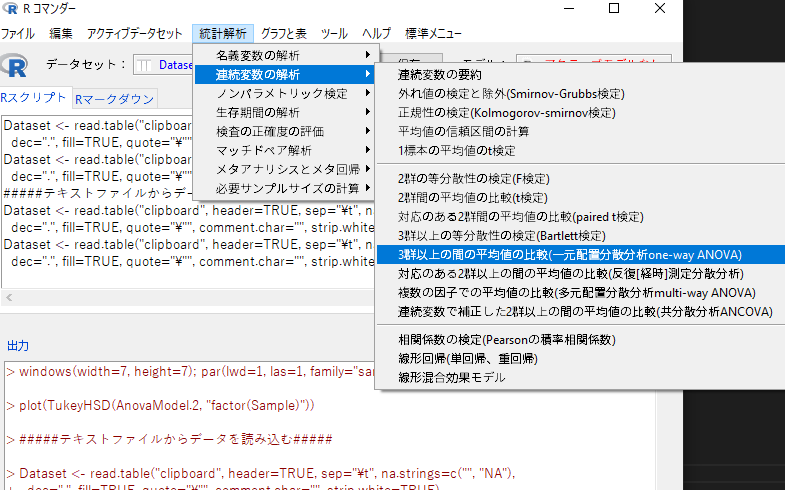 R コマンダー
ファイル 編集 アクティブデータセット 統計解析 グラフと表 ツール ヘルプ 標準メニュー
データセット: Datase
名義変数の解析
連続変数の解析
ノンパラメトリック検定
生存期間の解析
検査の正確度の評価
マッチドペア解析
メタアナリシスとメタ回帰
必要サンプルサイズの計算
連続変数の要約
外れ値の検定と除外(Smirnov-Grubbs検定)
正規性の検定(Kolmogorov-smirnov検定)
平均値の信頼区間の計算
1標本の平均値のt検定
2群の等分散性の検定(F検定)
2群間の平均値の比較(t検定)
対応のある2群間の平均値の比較(paired t検定)
3群以上の等分散性の検定(Bartlett検定)
3群以上の間の平均値の比較(一元配置分散分析one-way ANOVA)
対応のある2群以上の間の平均値の比較(反復[経時]測定分散分析)
複数の因子での平均値の比較(多元配置分散分析multi-way ANOVA)
連続変数で補正した2群以上の間の平均値の比較(共分散分析ANCOVA)
相関係数の検定(Pearsonの積率相関係数)
線形回帰(単回帰、重回帰)
線形混合効果モデル
Rスクリプト Rマークダウン
Dataset <- read.table("clipboard
dec=".", fill=TRUE, quote="¥""
Dataset <- read.table("clipboard
dec=".", fill=TRUE, quote="¥""
#####テキストファイルからデー
Dataset <- read.table("clipboard", header=TRUE, sep="¥t", na
dec=".", fill=TRUE, quote="¥"", comment.char="", strip.white
Dataset <- read.table("clipboard", header=TRUE, sep="¥t", na
dec=".", fill=TRUE, quote="¥"", comment.char="", strip.white
出力
> windows(width=7, height=7); par(lwd=1, las=1, family="sa
> plot(TukeyHSD(AnovaModel.2, "factor(Sample)"))
> #####テキストファイルからデータを読み込む#####
> Dataset <- read.table("clipboard", header=TRUE, sep="¥t", na.strings=c("", "NA"),
+ dec=".", fill=TRUE, quote="¥"", comment.char="", strip.white=TRUE)